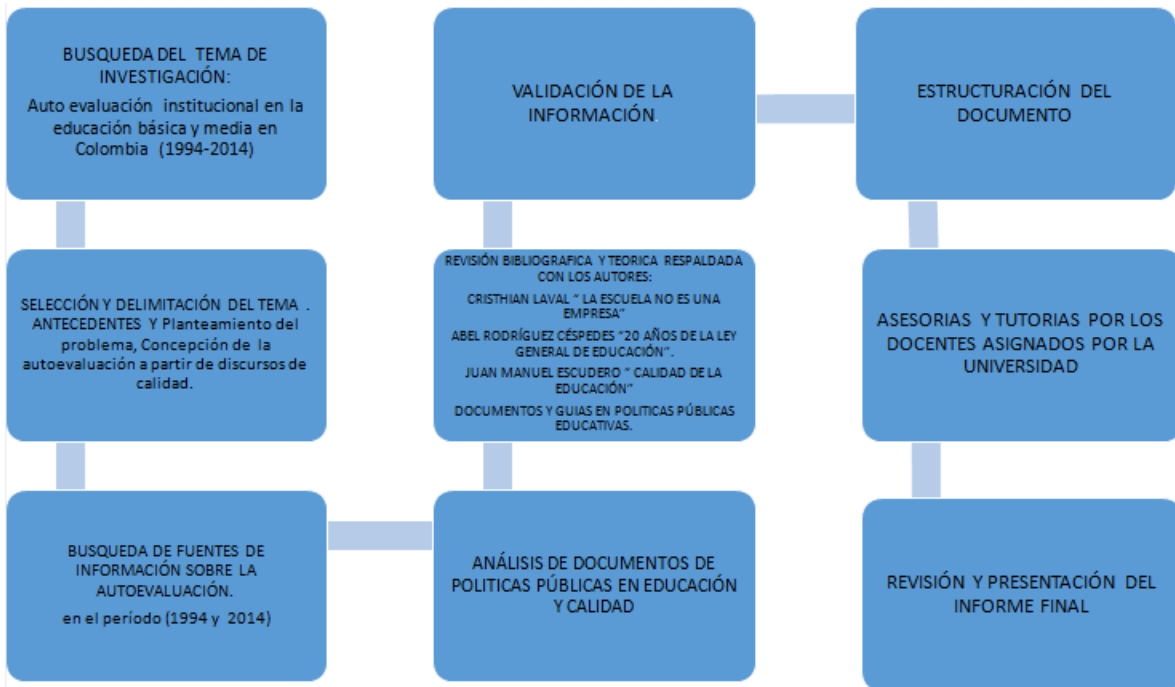 BUSQUEDA DEL TEMA DE
INVESTIGACIÓN:
Auto evaluación institucional en la
educación básica y media en
Colombia (1994-2014)
SELECCIÓN Y DELIMITACIÓN DEL TEMA .
ANTECEDENTES Y Planteamiento del
problema, Concepción de la
autoevaluación a partir de discursos de
calidad.
BUSQUEDA DE FUENTES DE
INFORMACIÓN SOBRE LA
AUTOEVALUACIÓN.
en el período (1994 y 2014)
ANÁLISIS DE DOCUMENTOS DE
POLITICAS PÚBLICAS EN EDUCACIÓN
Y CALIDAD
REVISIÓN BIBLIOGRAFICA Y TEORICA RESPALDADA
CON LOS AUTORES:
CRISTHIAN LAVAL " LA ESCUELA NO ES UNA
EMPRESA"
ABEL RODRÍGUEZ CÉSPEDES "20 AÑOS DE LA LEY
GENERAL DE EDUCACIÓN".
JUAN MANUEL ESCUDERO " CALIDAD DE LA
EDUCACIÓN"
DOCUMENTOS Y GUIAS EN POLITICAS PÚBLICAS
EDUCATIVAS.
VALIDACIÓN DE LA
INFORMACIÓN.
ESTRUCTURACIÓN DEL
DOCUMENTO
ASESORIAS Y TUTORIAS POR LOS
DOCENTES ASIGNADOS POR LA
UNIVERSIDAD
REVISIÓN Y PRESENTACIÓN DEL
INFORME FINAL